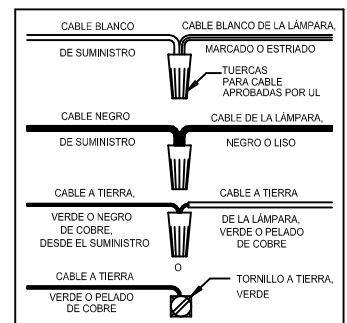 CABLE BLANCO
DE SUMINISTRO
CABLE BLANCO DE LA LÁMPARA,
MARCADO O ESTRIADO
TUERCAS
PARA CABLE
APROBADAS POR UL
CABLE NEGRO
DE SUMINISTRO
CABLE DE LA LÁMPARA,
NEGRO O LISO
CABLE A TIERRA,
VERDE O NEGRO
DE COBRE,
DESDE EL SUMINISTRO
CABLE A TIERRA
DE LA LÁMPARA,
VERDE O PELADO
DE COBRE
O
CABLE A TIERRA
VERDE O PELADO
DE COBRE
TORNILLO A TIERRA,
VERDE